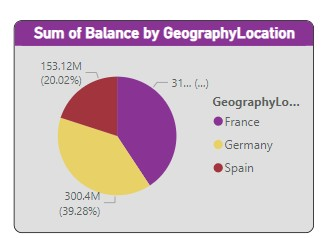 Sum of Balance by GeographyLocation
153.12M
(20.02%)
31... (...)
GeographyLo...
France
Germany
Spain
300.4M
(39.28%)